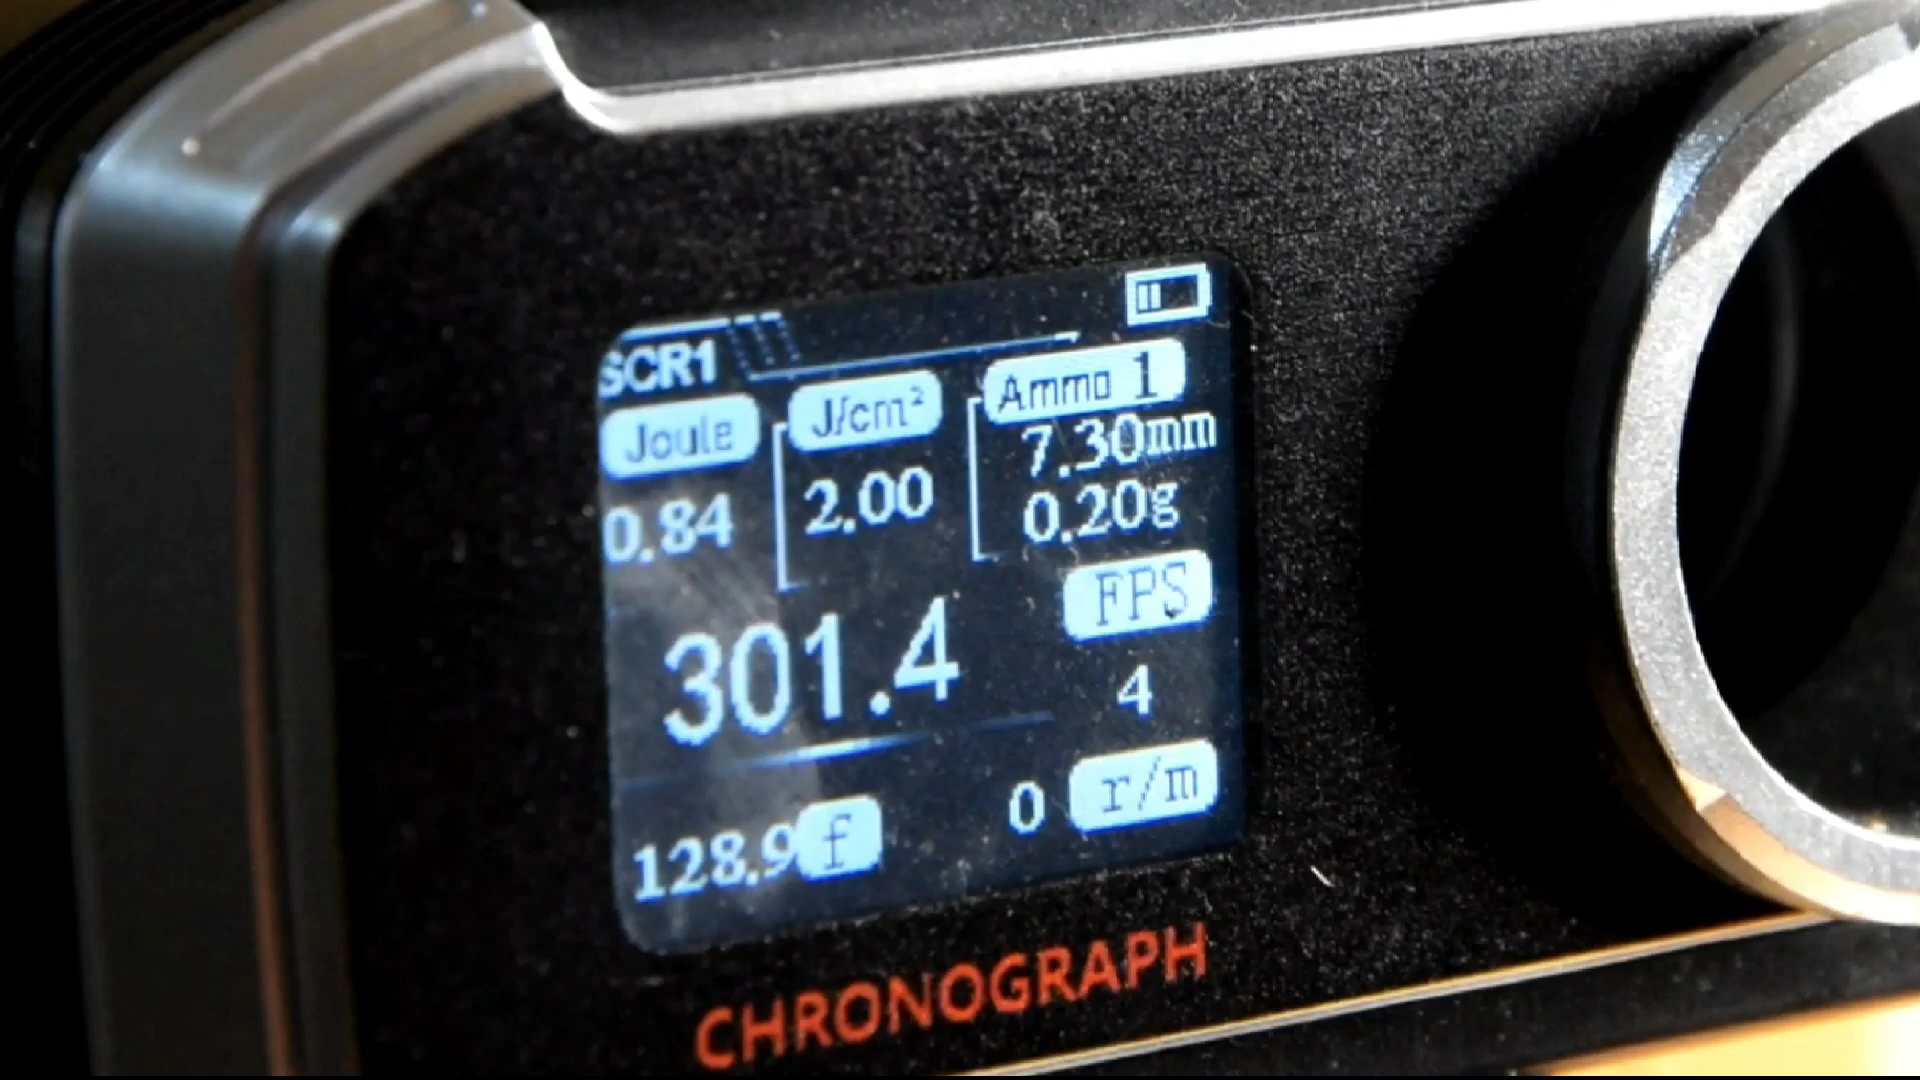 SCR1
Joule J/cm² Ammo 1
7.30mm
0.84 2.00 0.20g
FPS
301.4 4
128.9 f 0 r/m
CHRONOGRAPH